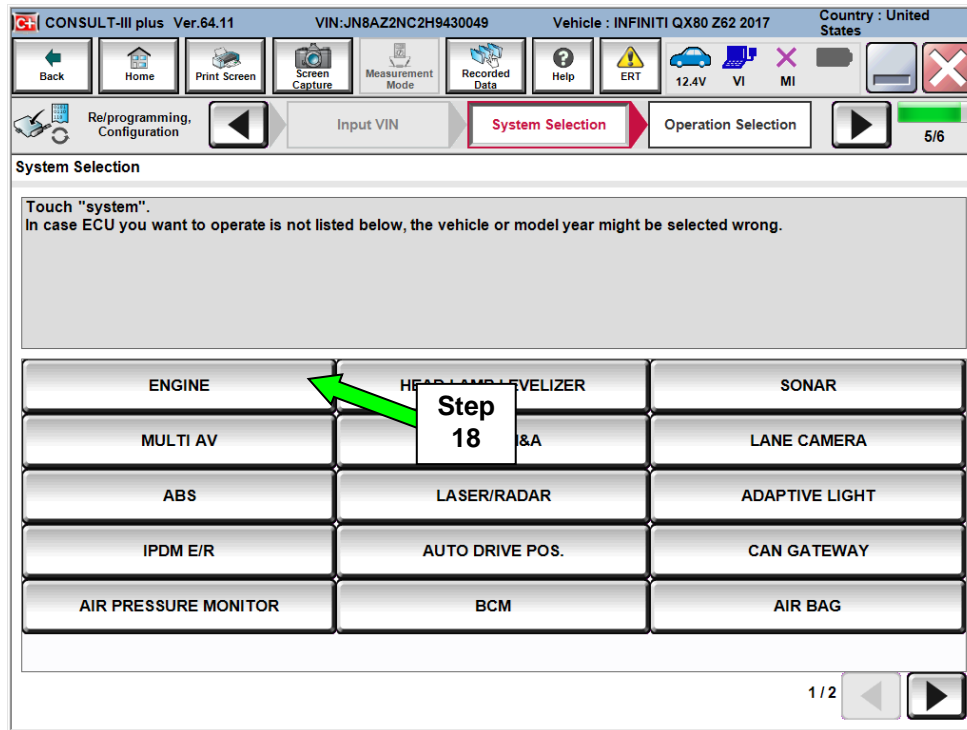 CONSULT-III plus Ver.64.11 VIN:JN8AZ2NC2H9430049 Vehicle : INFINITI QX80 Z62 2017 Country : United
States
Back
Home
Print Screen
Screen
Capture
Measurement
Mode
Recorded
Data
Help
ERT
12.4V
VI
MI
Re/programming,
Configuration
Input VIN
System Selection
Operation Selection
5/6
System Selection
Touch "system".
In case ECU you want to operate is not listed below, the vehicle or model year might be selected wrong.
ENGINE
LEVELIZER
SONAR
Step
18
MULTI AV
&A
LANE CAMERA
ABS
LASER/RADAR
ADAPTIVE LIGHT
IPDM E/R
AUTO DRIVE POS.
CAN GATEWAY
AIR PRESSURE MONITOR
BCM
AIR BAG
1 / 2